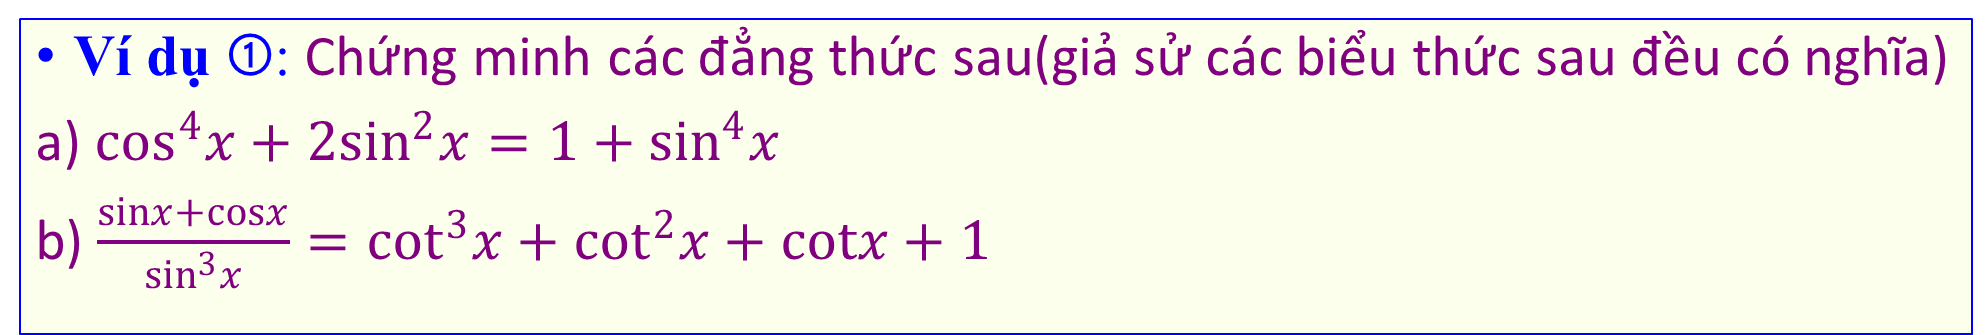 • Ví dụ ①: Chứng minh các đẳng thức sau(giả sử các biểu thức sau đều có nghĩa)
a) cos⁴x + 2sin²x = 1 + sin⁴x
b) \frac{sinx+cosx}{sin³x} = cot³x + cot²x + cotx + 1